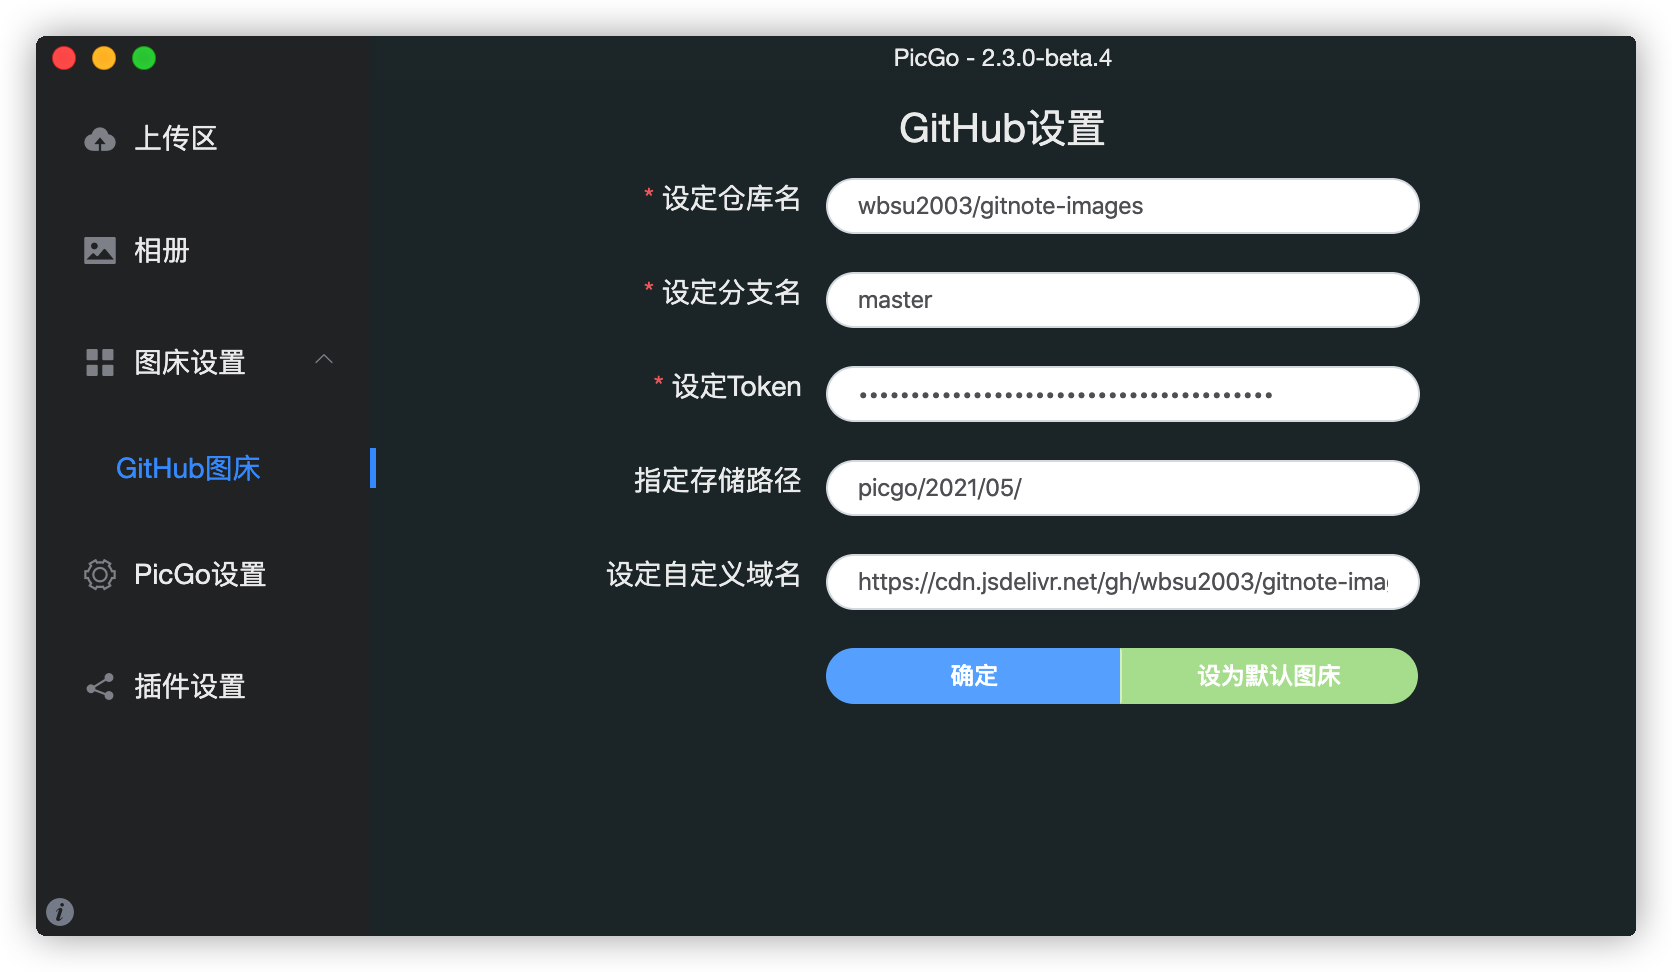 PicGo - 2.3.0-beta.4
上传区
相册
图床设置
GitHub图床
PicGo设置
插件设置
GitHub设置
* 设定仓库名
wbsu2003/gitnote-images
* 设定分支名
master
* 设定Token
••••••••••••••••••••••••••••••••••••••••
指定存储路径
picgo/2021/05/
设定自定义域名
https://cdn.jsdelivr.net/gh/wbsu2003/gitnote-ima
确定
设为默认图床